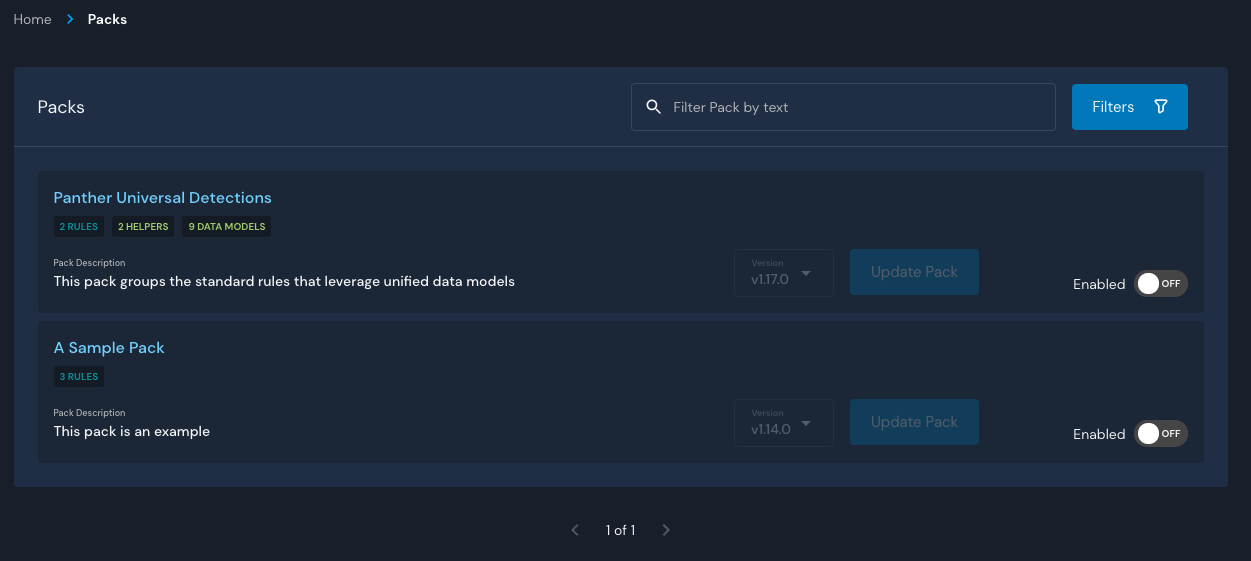 Home > Packs
Packs
Filter Pack by text
Filters
Panther Universal Detections
2 RULES 2 HELPERS 9 DATA MODELS
Pack Description
This pack groups the standard rules that leverage unified data models
Version
v1.17.0
Update Pack
Enabled
OFF
A Sample Pack
3 RULES
Pack Description
This pack is an example
Version
v1.14.0
Update Pack
Enabled
OFF
1 of 1